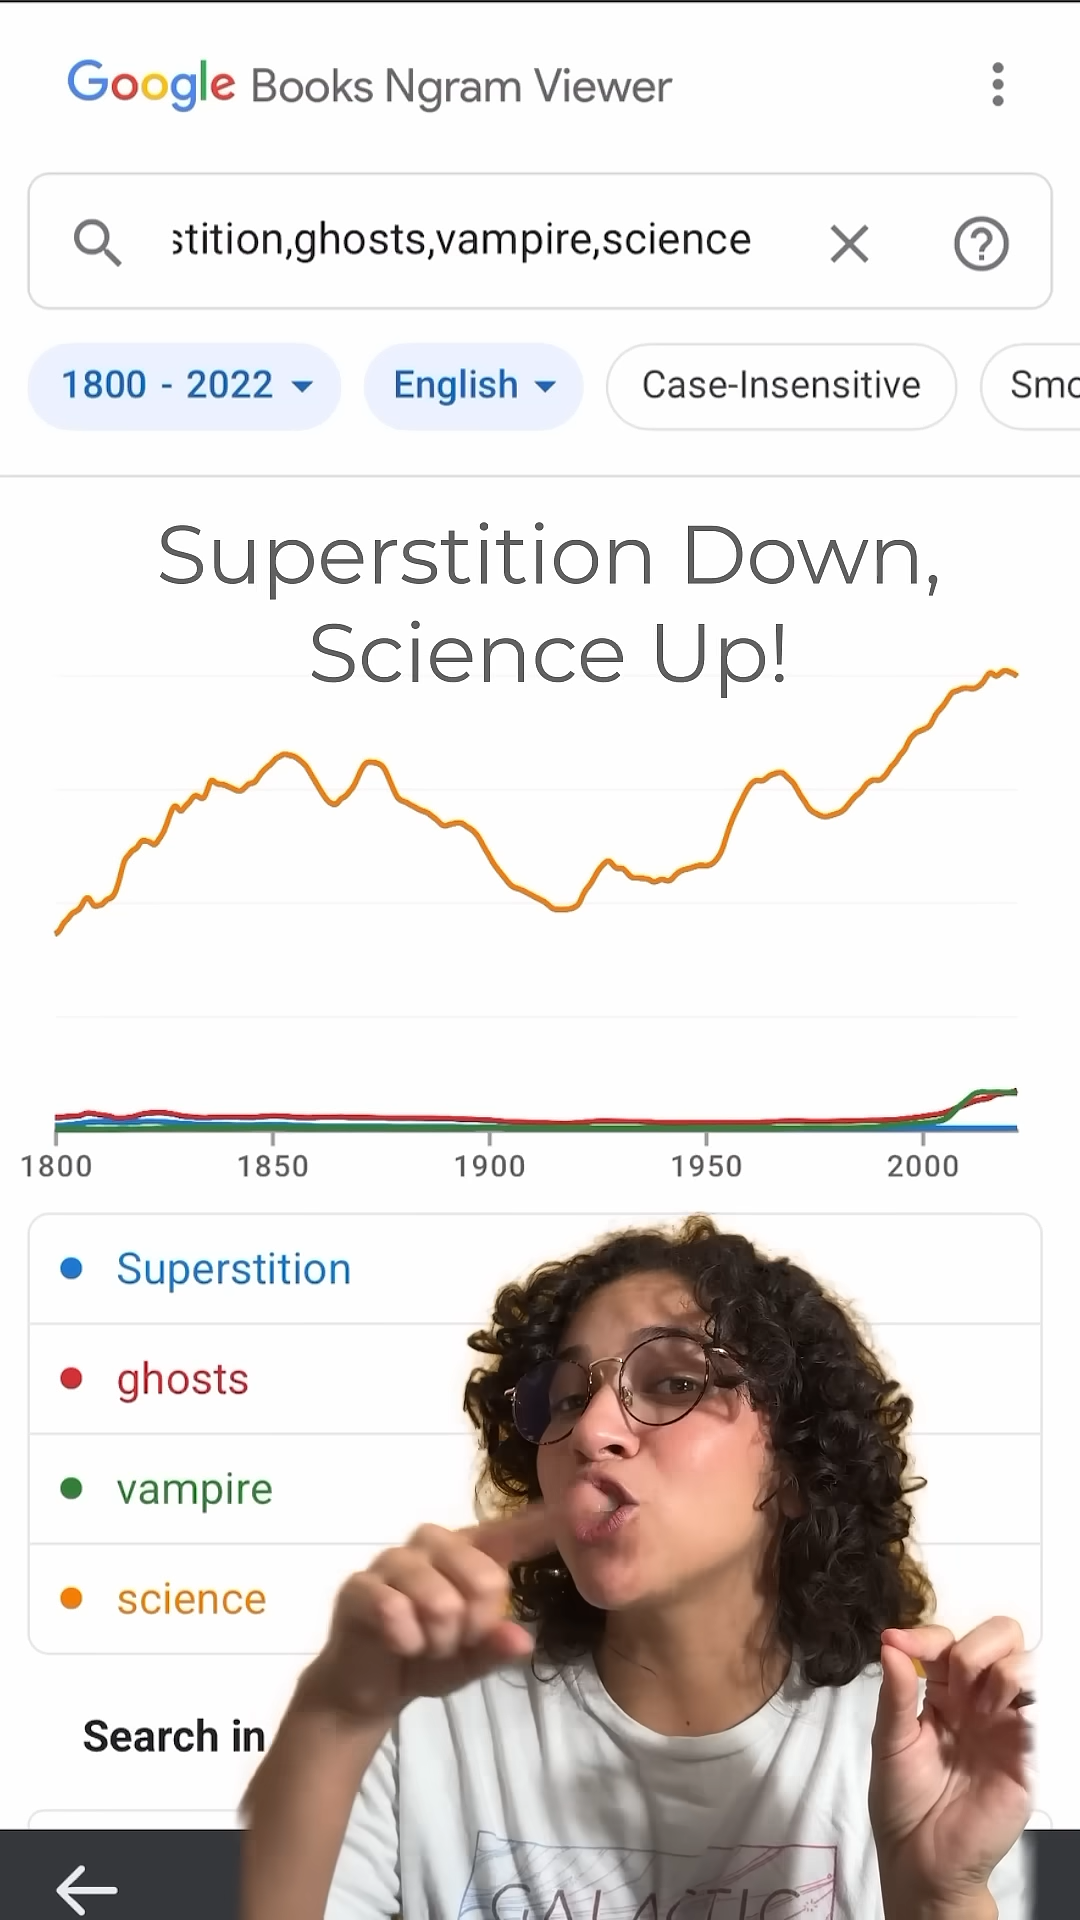 Google Books Ngram Viewer
stition,ghosts,vampire,science
1800 - 2022 English Case-Insensitive Smo
Superstition Down,
Science Up!
1800 1850 1900 1950 2000
Superstition
ghosts
vampire
science
Search in
GALACTIC